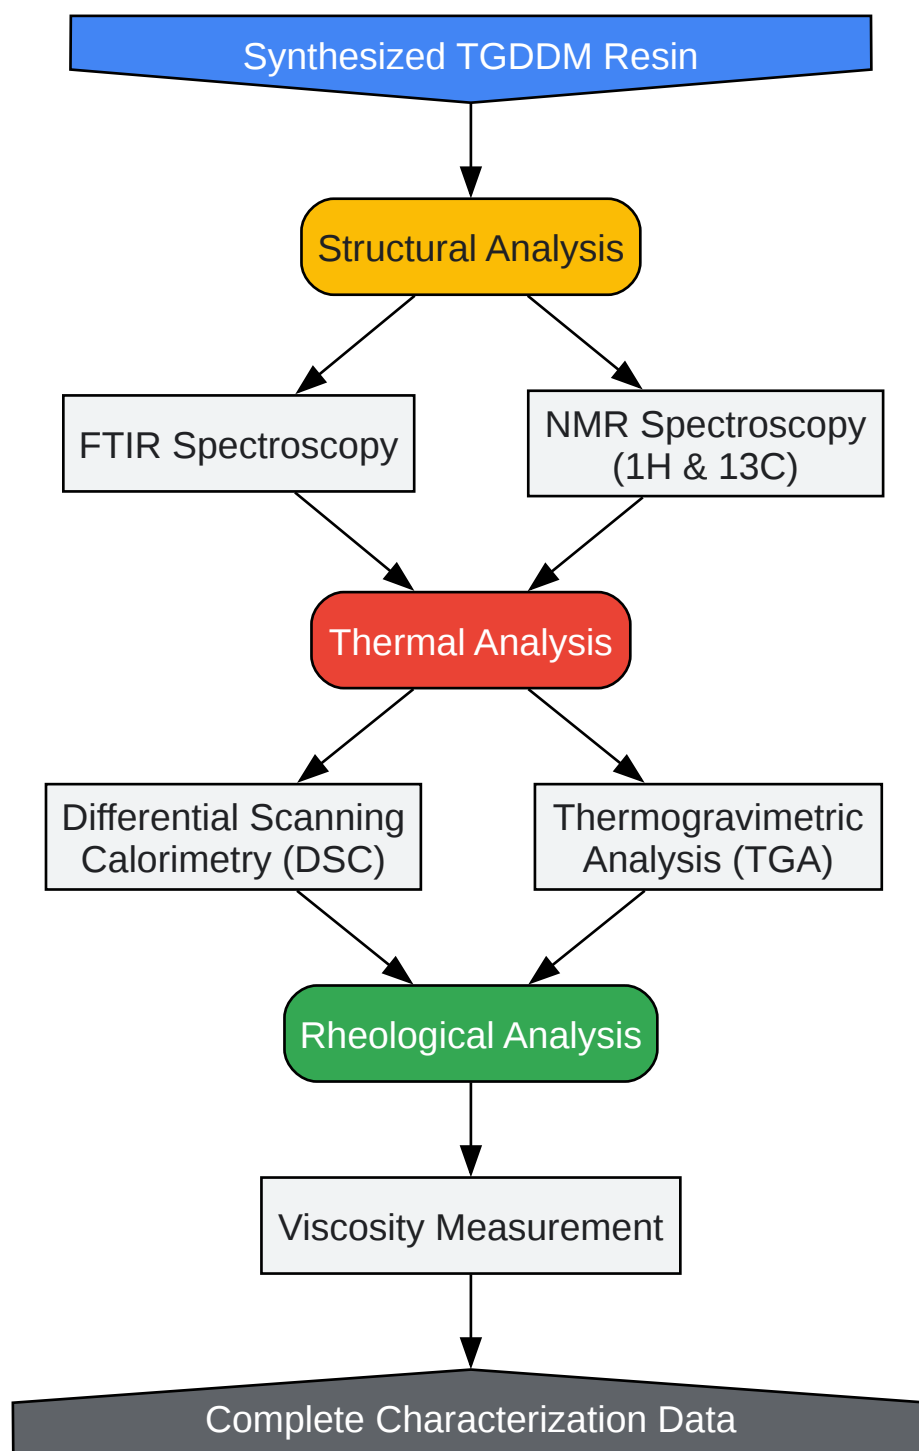 Synthesized TGDDM Resin
Structural Analysis
FTIR Spectroscopy
NMR Spectroscopy
(1H & 13C)
Thermal Analysis
Differential Scanning
Calorimetry (DSC)
Thermogravimetric
Analysis (TGA)
Rheological Analysis
Viscosity Measurement
Complete Characterization Data